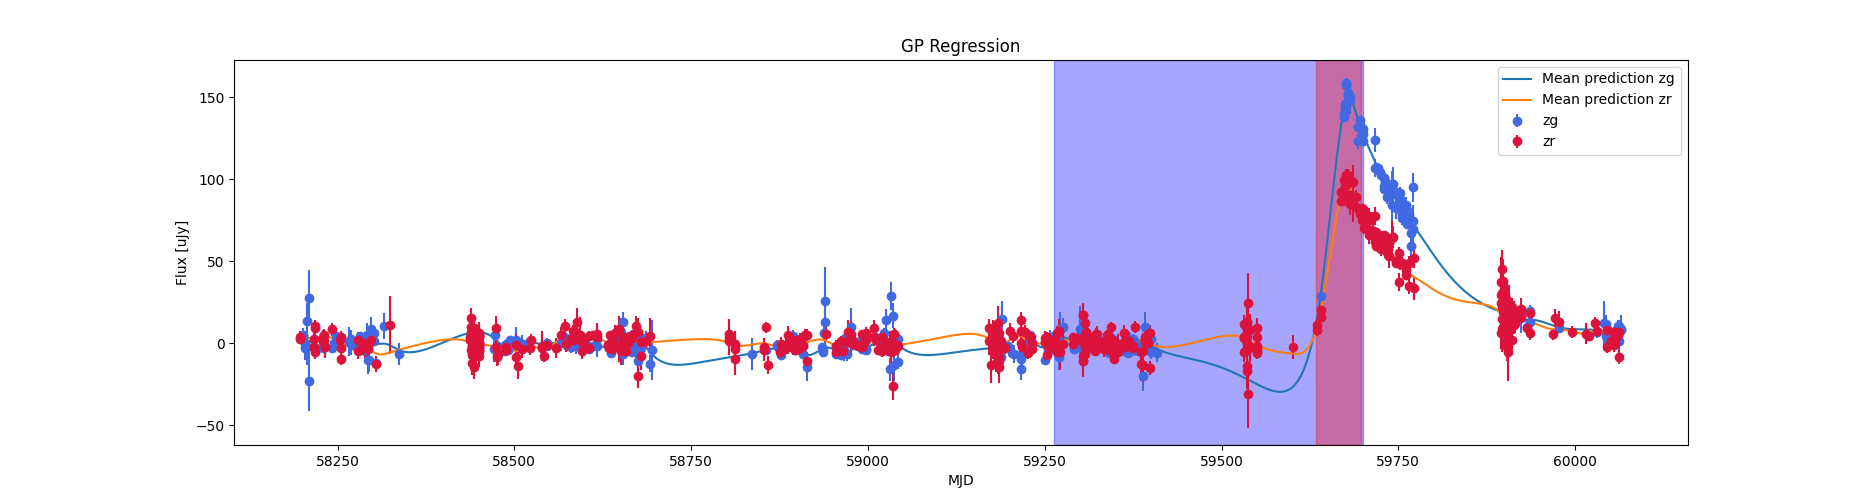 GP Regression
Flux [uJy]
150
100
50
0
−50
58250 58500 58750 59000 59250 59500 59750 60000
MJD
Mean prediction zg
Mean prediction zr
zg
zr